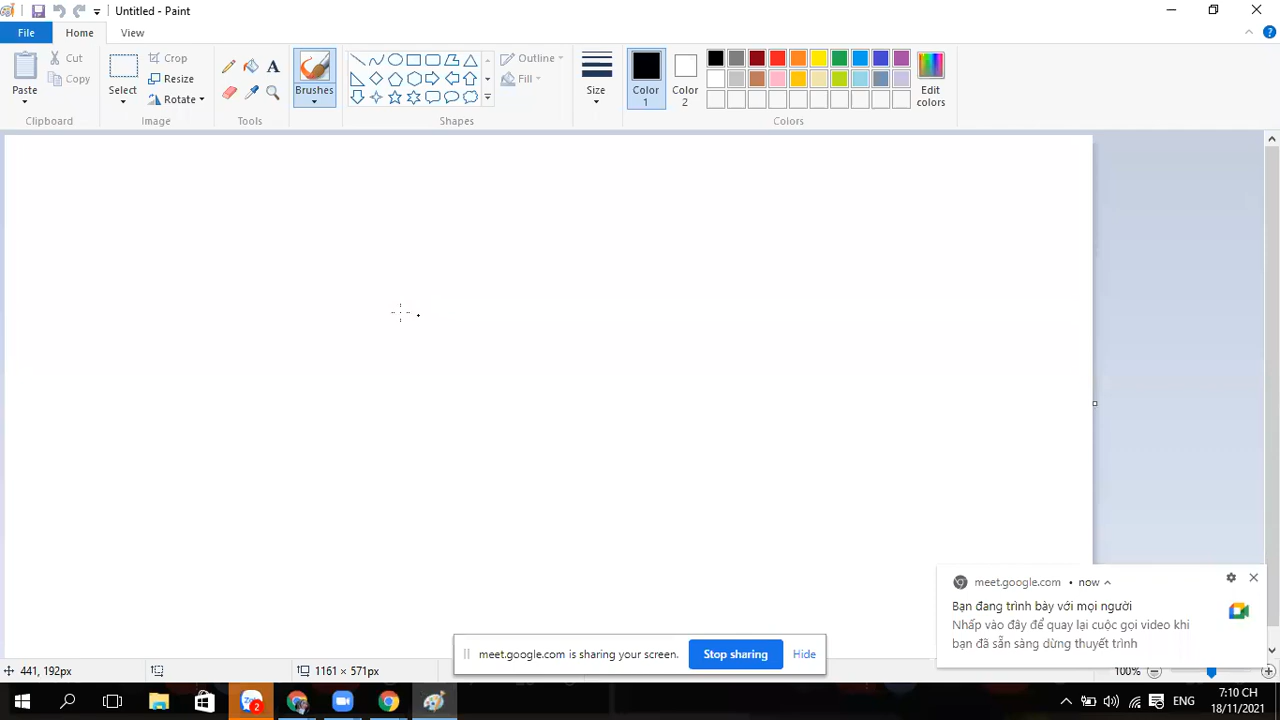 Untitled - Paint
File
Home
View
Paste
Cut
Copy
Clipboard
Select
Crop
Resize
Rotate
Image
A
Tools
Brushes
Outline
Fill
Shapes
Size
Color 1
Color 2
Edit colors
Colors
meet.google.com • now
Bạn đang trình bày với mọi người
Nhấp vào đây để quay lại cuộc gọi video khi
bạn đã sẵn sàng dừng thuyết trình
meet.google.com is sharing your screen.
Stop sharing
Hide
441, 192px
1161 × 571px
100%
Zalo
2
ENG
7:10 CH
18/11/2021